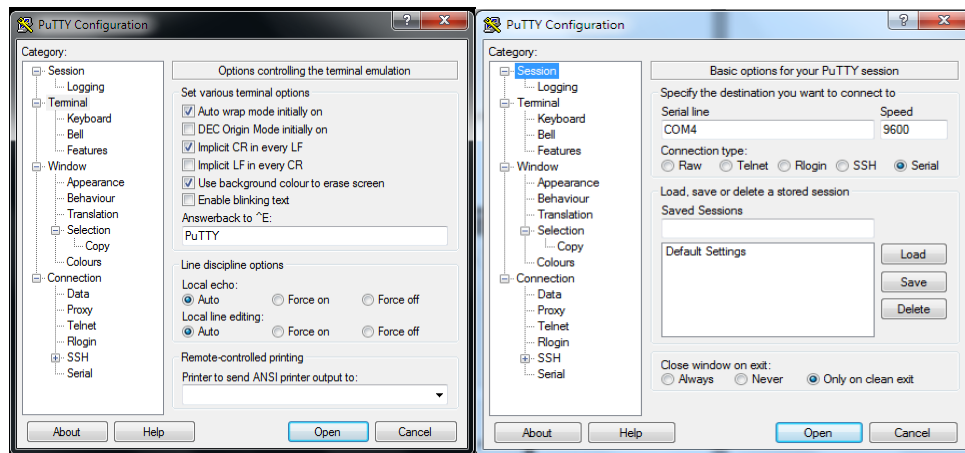 PuTTY Configuration
Category:
Session
Logging
Terminal
Keyboard
Bell
Features
Window
Appearance
Behaviour
Translation
Selection
Copy
Colours
Connection
Data
Proxy
Telnet
Rlogin
SSH
Serial
Options controlling the terminal emulation
Set various terminal options
Auto wrap mode initially on
DEC Origin Mode initially on
Implicit CR in every LF
Implicit LF in every CR
Use background colour to erase screen
Enable blinking text
Answerback to ^E:
PuTTY
Line discipline options
Local echo:
Auto Force on Force off
Local line editing:
Auto Force on Force off
Remote-controlled printing
Printer to send ANSI printer output to:
About Help Open Cancel
PuTTY Configuration
Category:
Session
Logging
Terminal
Keyboard
Bell
Features
Window
Appearance
Behaviour
Translation
Selection
Copy
Colours
Connection
Data
Proxy
Telnet
Rlogin
SSH
Serial
Basic options for your PuTTY session
Specify the destination you want to connect to
Serial line Speed
COM4 9600
Connection type:
Raw Telnet Rlogin SSH Serial
Load, save or delete a stored session
Saved Sessions
Default Settings
Load
Save
Delete
Close window on exit:
Always Never Only on clean exit
About Help Open Cancel